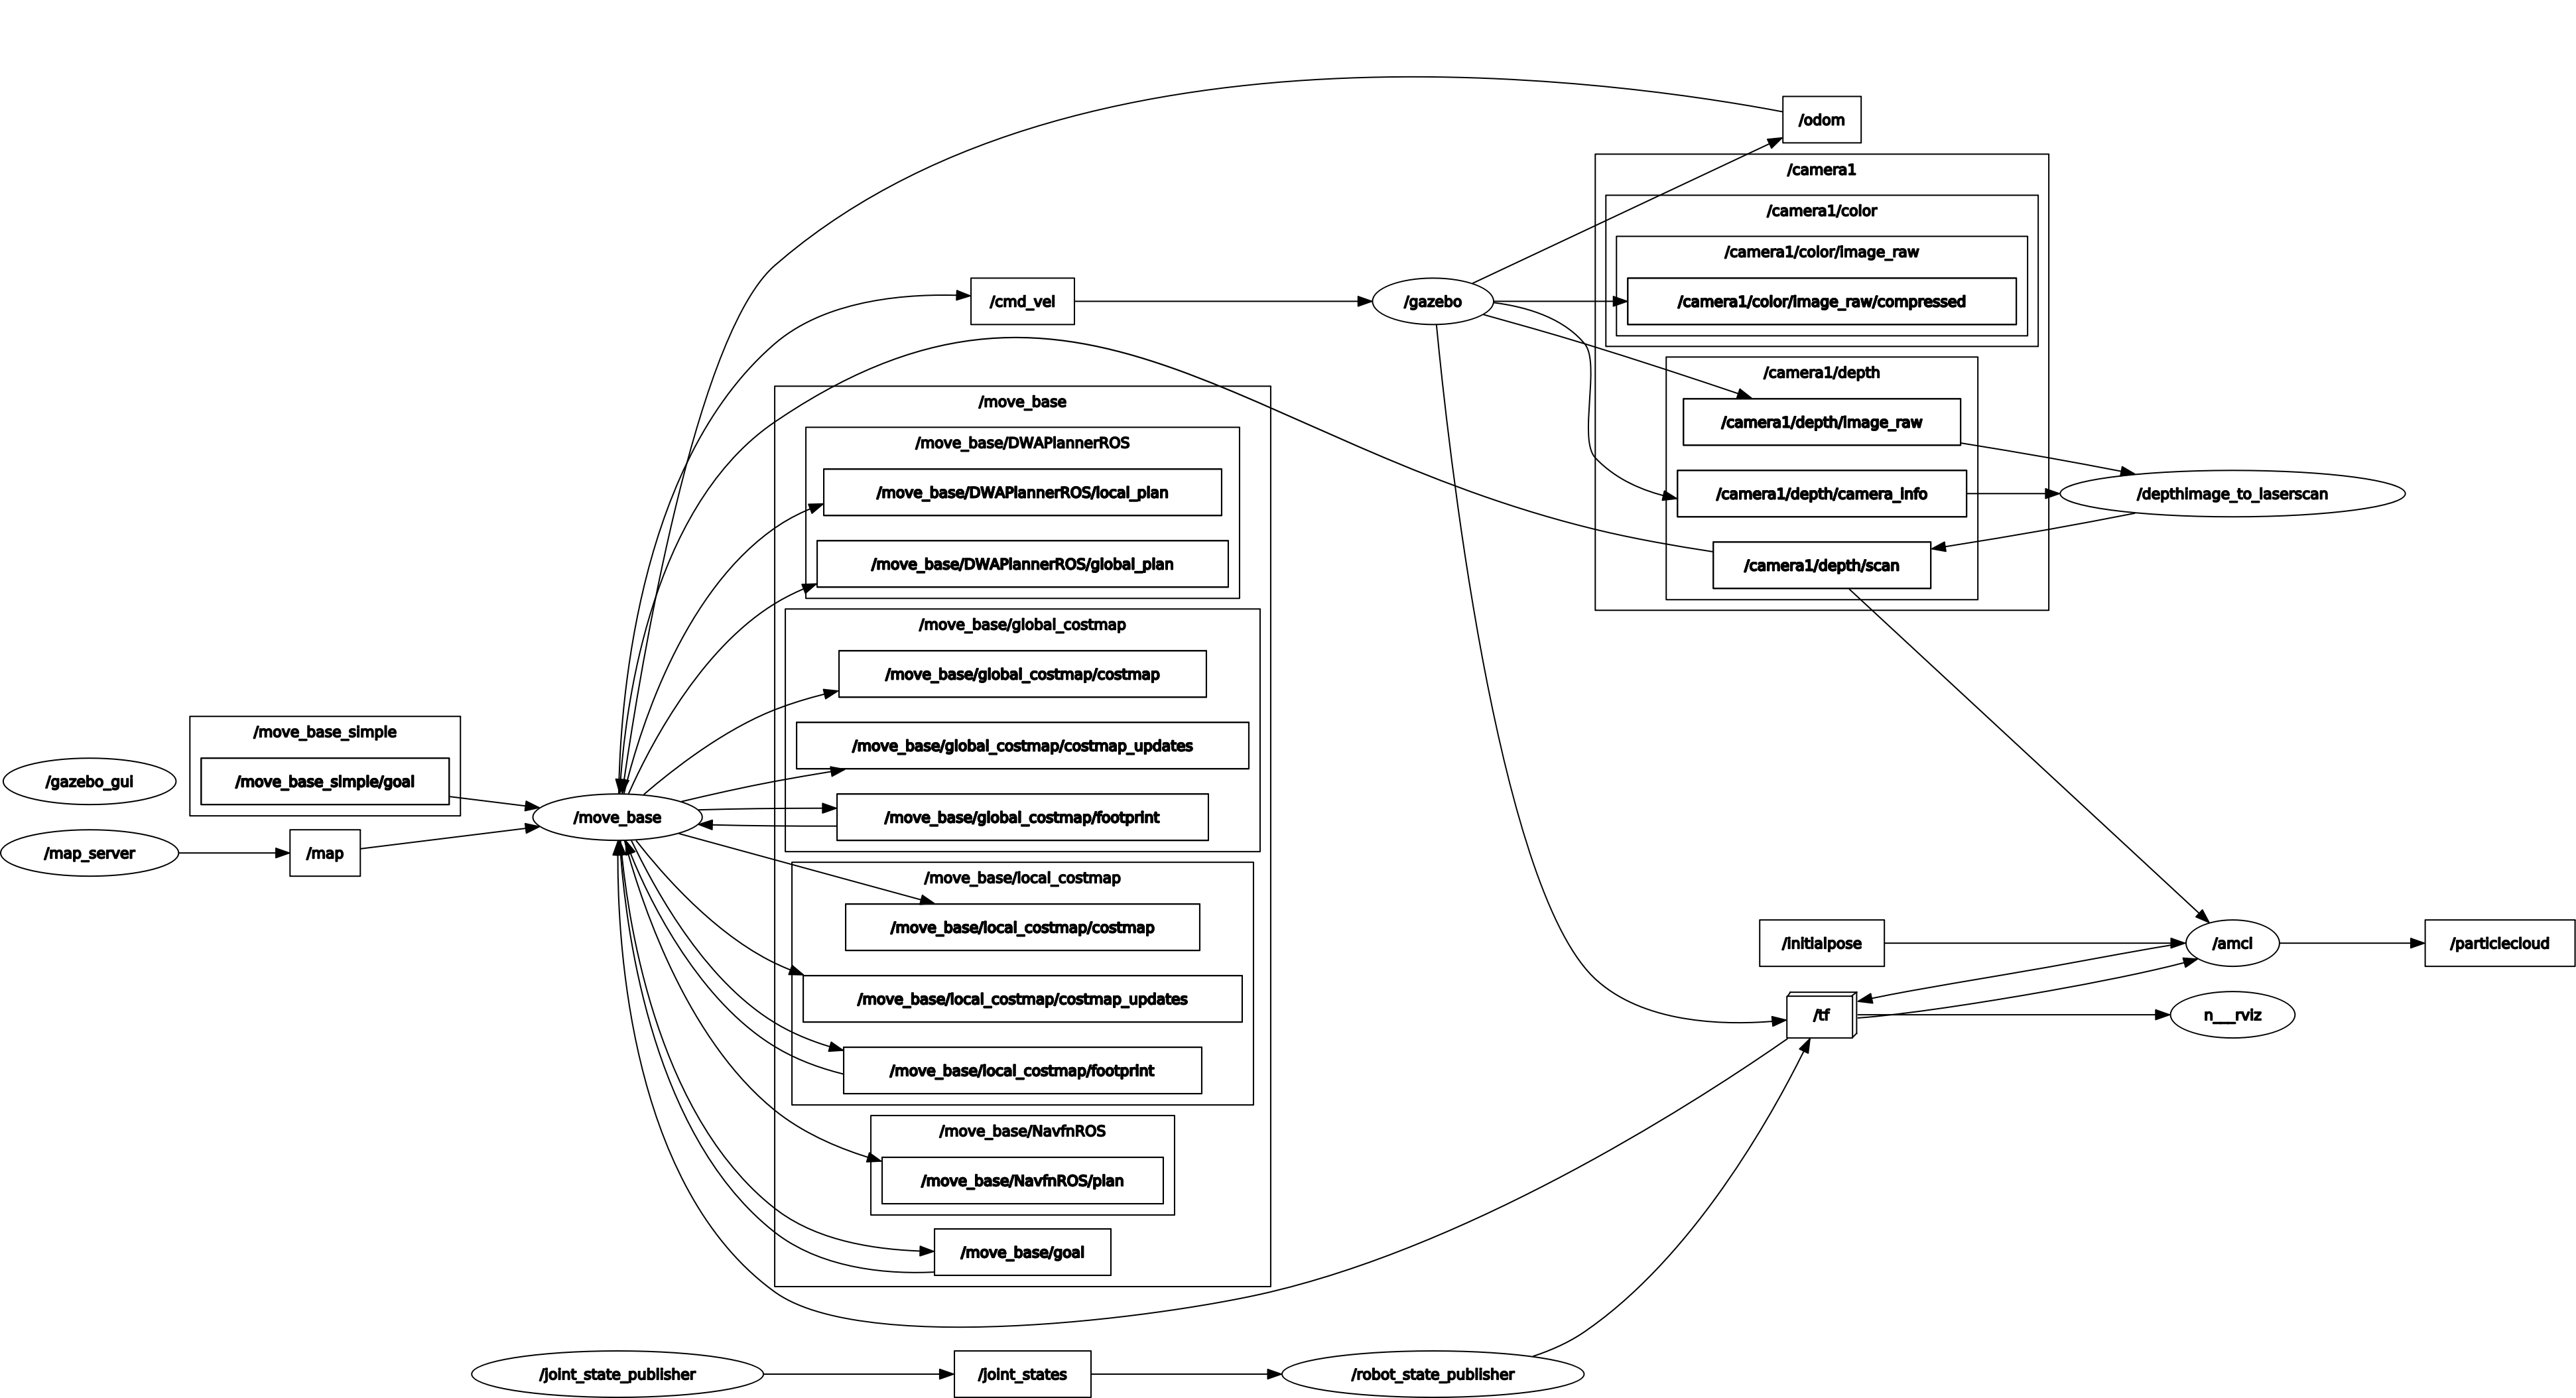 /odom
/camera1
/camera1/color
/camera1/color/image_raw
/cmd_vel
/gazebo
/camera1/color/image_raw/compressed
/camera1/depth
/move_base
/camera1/depth/image_raw
/move_base/DWAPlannerROS
/move_base/DWAPlannerROS/local_plan
/camera1/depth/camera_info
/depthimage_to_laserscan
/move_base/DWAPlannerROS/global_plan
/camera1/depth/scan
/move_base/global_costmap
/move_base/global_costmap/costmap
/move_base_simple
/move_base/global_costmap/costmap_updates
/gazebo_gui
/move_base_simple/goal
/move_base
/move_base/global_costmap/footprint
/map_server
/map
/move_base/local_costmap
/move_base/local_costmap/costmap
/initialpose
/amcl
/particlecloud
/move_base/local_costmap/costmap_updates
/tf
n___rviz
/move_base/local_costmap/footprint
/move_base/NavfnROS
/move_base/NavfnROS/plan
/move_base/goal
/joint_state_publisher
/joint_states
/robot_state_publisher